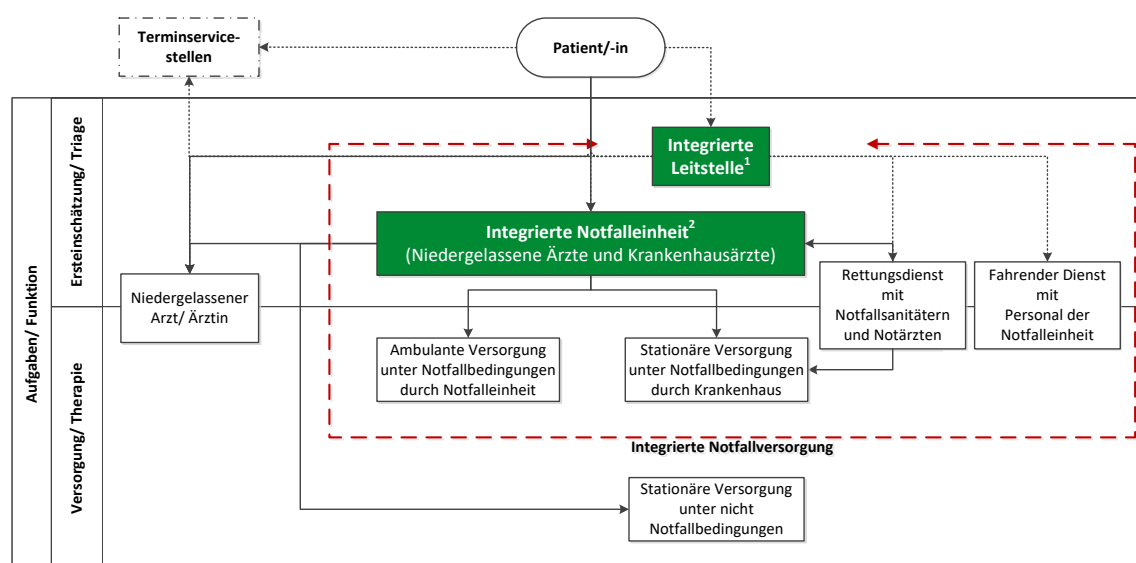 Terminservice-
stellen
Patient/-in
Aufgaben/ Funktion
Ersteinschätzung/ Triage
Integrierte
Leitstelle¹
Integrierte Notfalleinheit²
(Niedergelassene Ärzte und Krankenhausärzte)
Niedergelassener
Arzt/ Ärztin
Rettungsdienst
mit
Notfallsanitätern
und Notärzten
Fahrender Dienst
mit
Personal der
Notfalleinheit
Versorgung/ Therapie
Ambulante Versorgung
unter Notfallbedingungen
durch Notfalleinheit
Stationäre Versorgung
unter Notfallbedingungen
durch Krankenhaus
Integrierte Notfallversorgung
Stationäre Versorgung
unter nicht
Notfallbedingungen